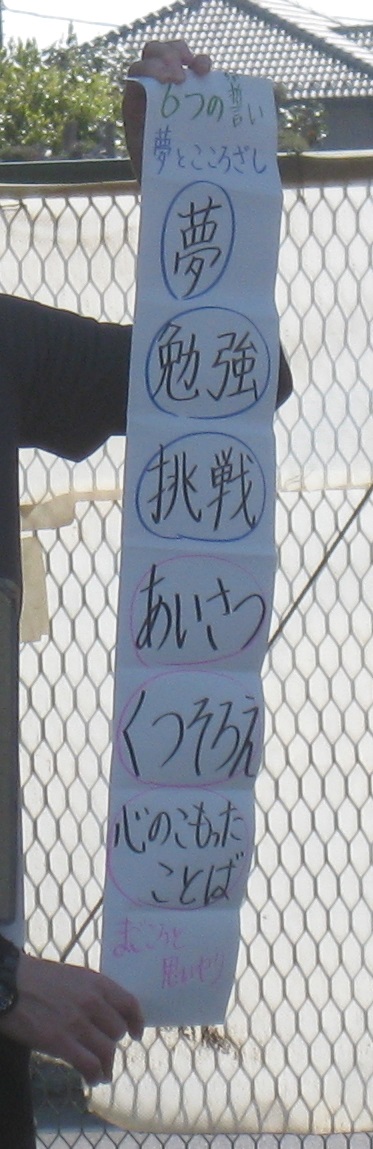 6つの誓い
夢とこころざし
夢
勉強
挑戦
あいさつ
くつそろえ
心のこもった
ことば
まごころと
思いやり